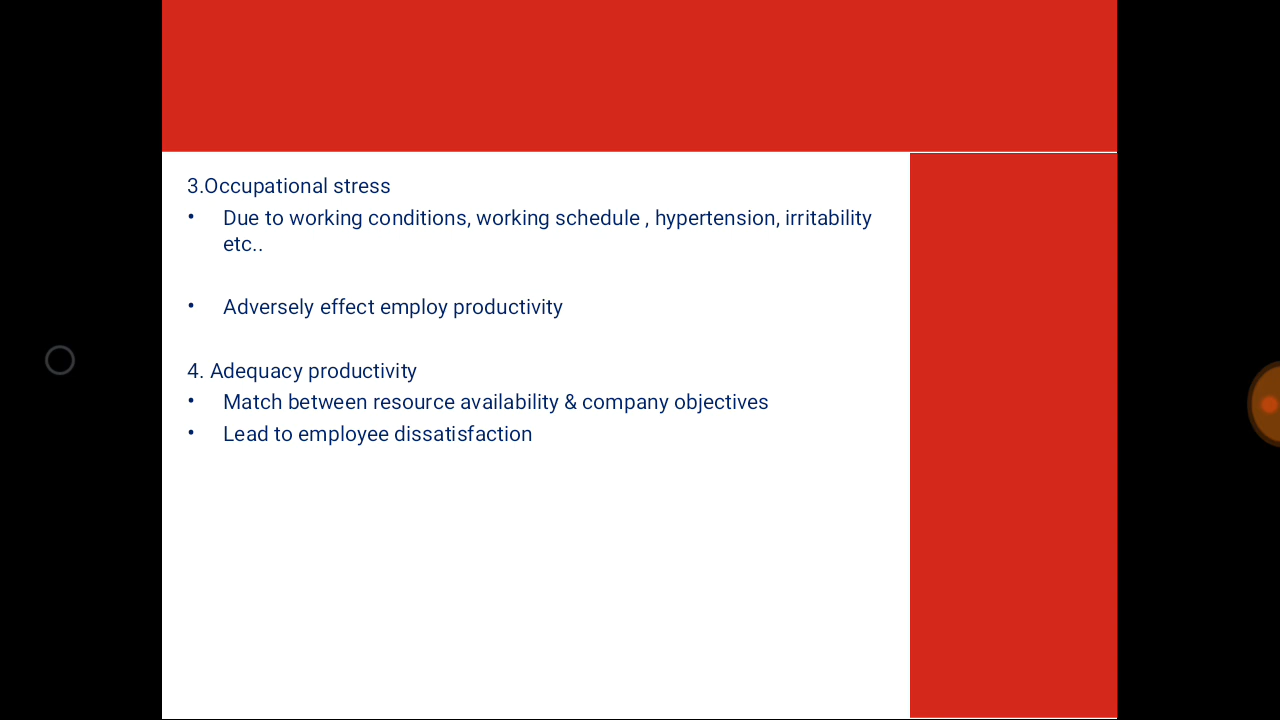 3.Occupational stress
• Due to working conditions, working schedule , hypertension, irritability
etc..
• Adversely effect employ productivity
4. Adequacy productivity
• Match between resource availability & company objectives
• Lead to employee dissatisfaction